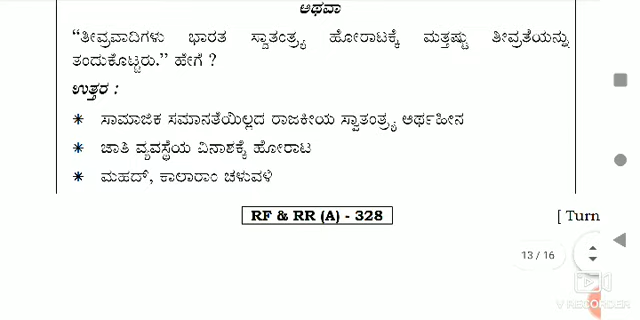 ಅಥವಾ
“ತೀವ್ರವಾದಿಗಳು ಭಾರತ ಸ್ವಾತಂತ್ರ್ಯ ಹೋರಾಟಕ್ಕೆ ಮತ್ತಷ್ಟು ತೀವ್ರತೆಯನ್ನು
ತಂದುಕೊಟ್ಟರು.” ಹೇಗೆ ?
ಉತ್ತರ :
* ಸಾಮಾಜಿಕ ಸಮಾನತೆಯಿಲ್ಲದ ರಾಜಕೀಯ ಸ್ವಾತಂತ್ರ್ಯ ಅರ್ಥಹೀನ
* ಜಾತಿ ವ್ಯವಸ್ಥೆಯ ವಿನಾಶಕ್ಕೆ ಹೋರಾಟ
* ಮಹದ್, ಕಾಲಾರಾಂ ಚಳುವಳಿ
RF & RR (A) - 328
[ Turn
13 / 16
RECORDER